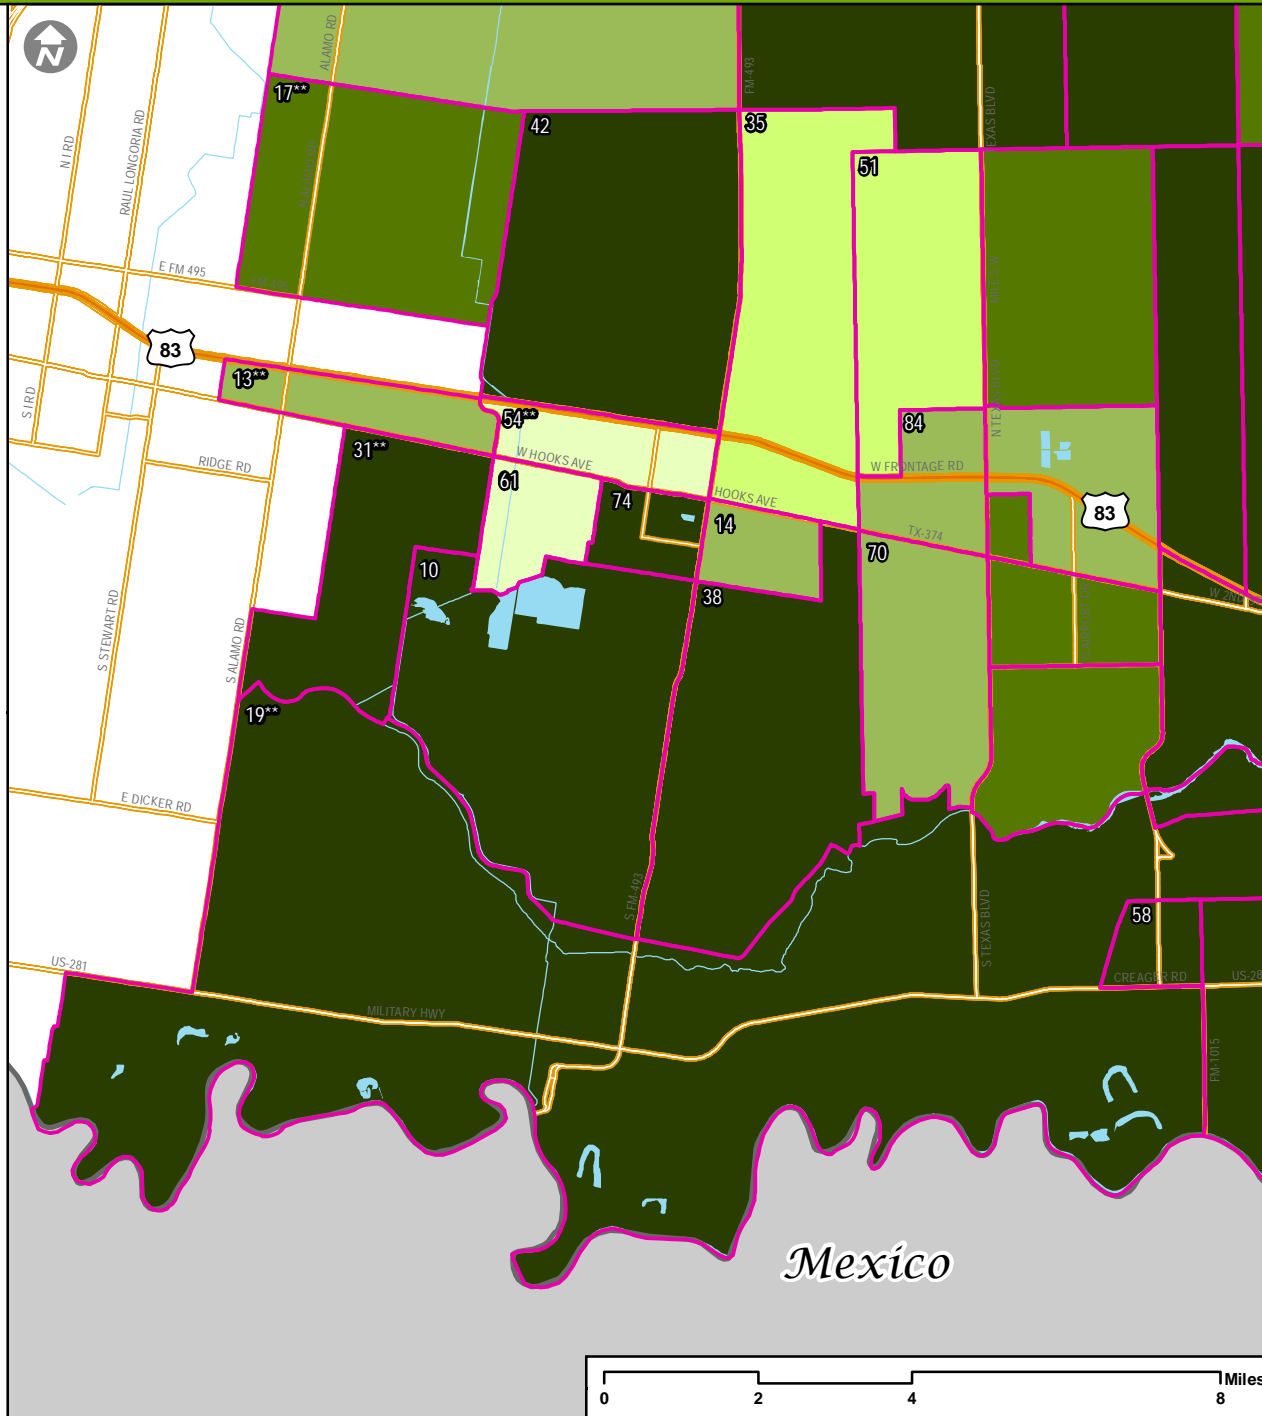 N
ALAMO RD
FM-493
17**
42
35
N I RD
RAUL LONGORIA RD
51
E FM 495
83
13**
54**
84
S I RD
N TEXAS BLVD
31**
W HOOKS AVE
W FRONTAGE RD
RIDGE RD
61
74
HOOKS AVE
83
14
TX-374
70
10
38
S STEWART RD
S ALAMO RD
W 2ND
19**
E DICKER RD
S FM-493
S TEXAS BLVD
58
US-281
CREAGER RD
US-28
MILITARY HWY
FM-1015
Mexico
Miles
0 2 4 8